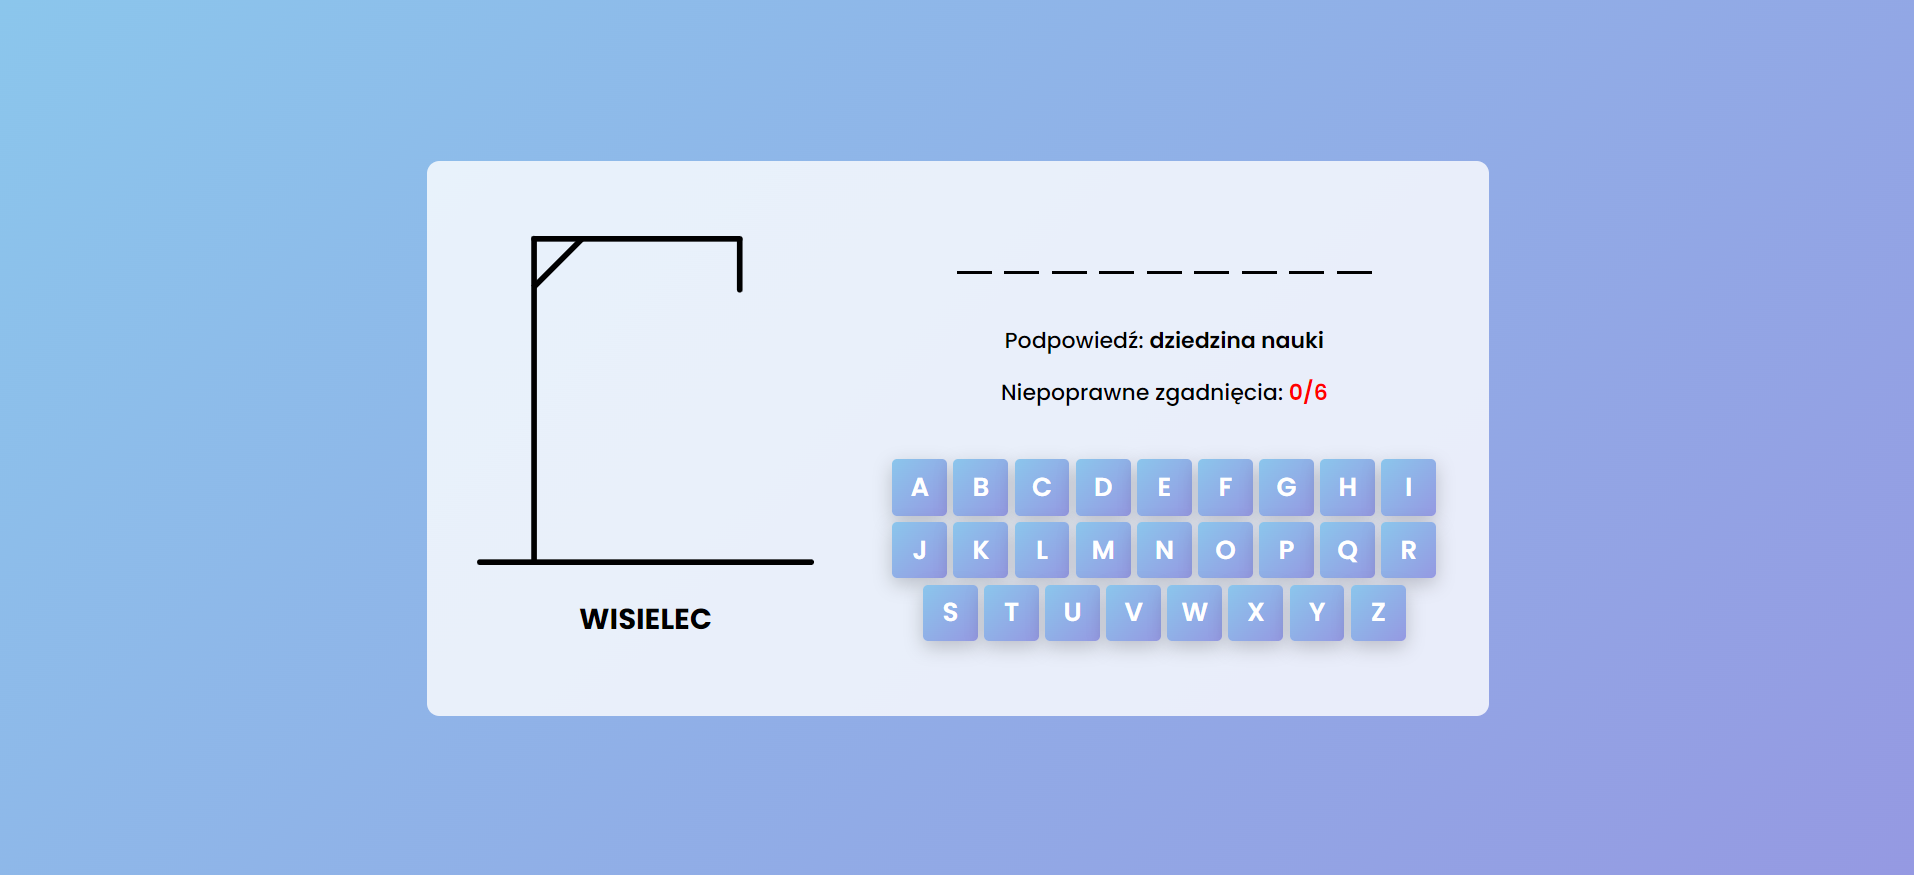 Podpowiedź: dziedzina nauki
Niepoprawne zgadnięcia: 0/6
A B C D E F G H I
J K L M N O P Q R
S T U V W X Y Z
WISIELEC